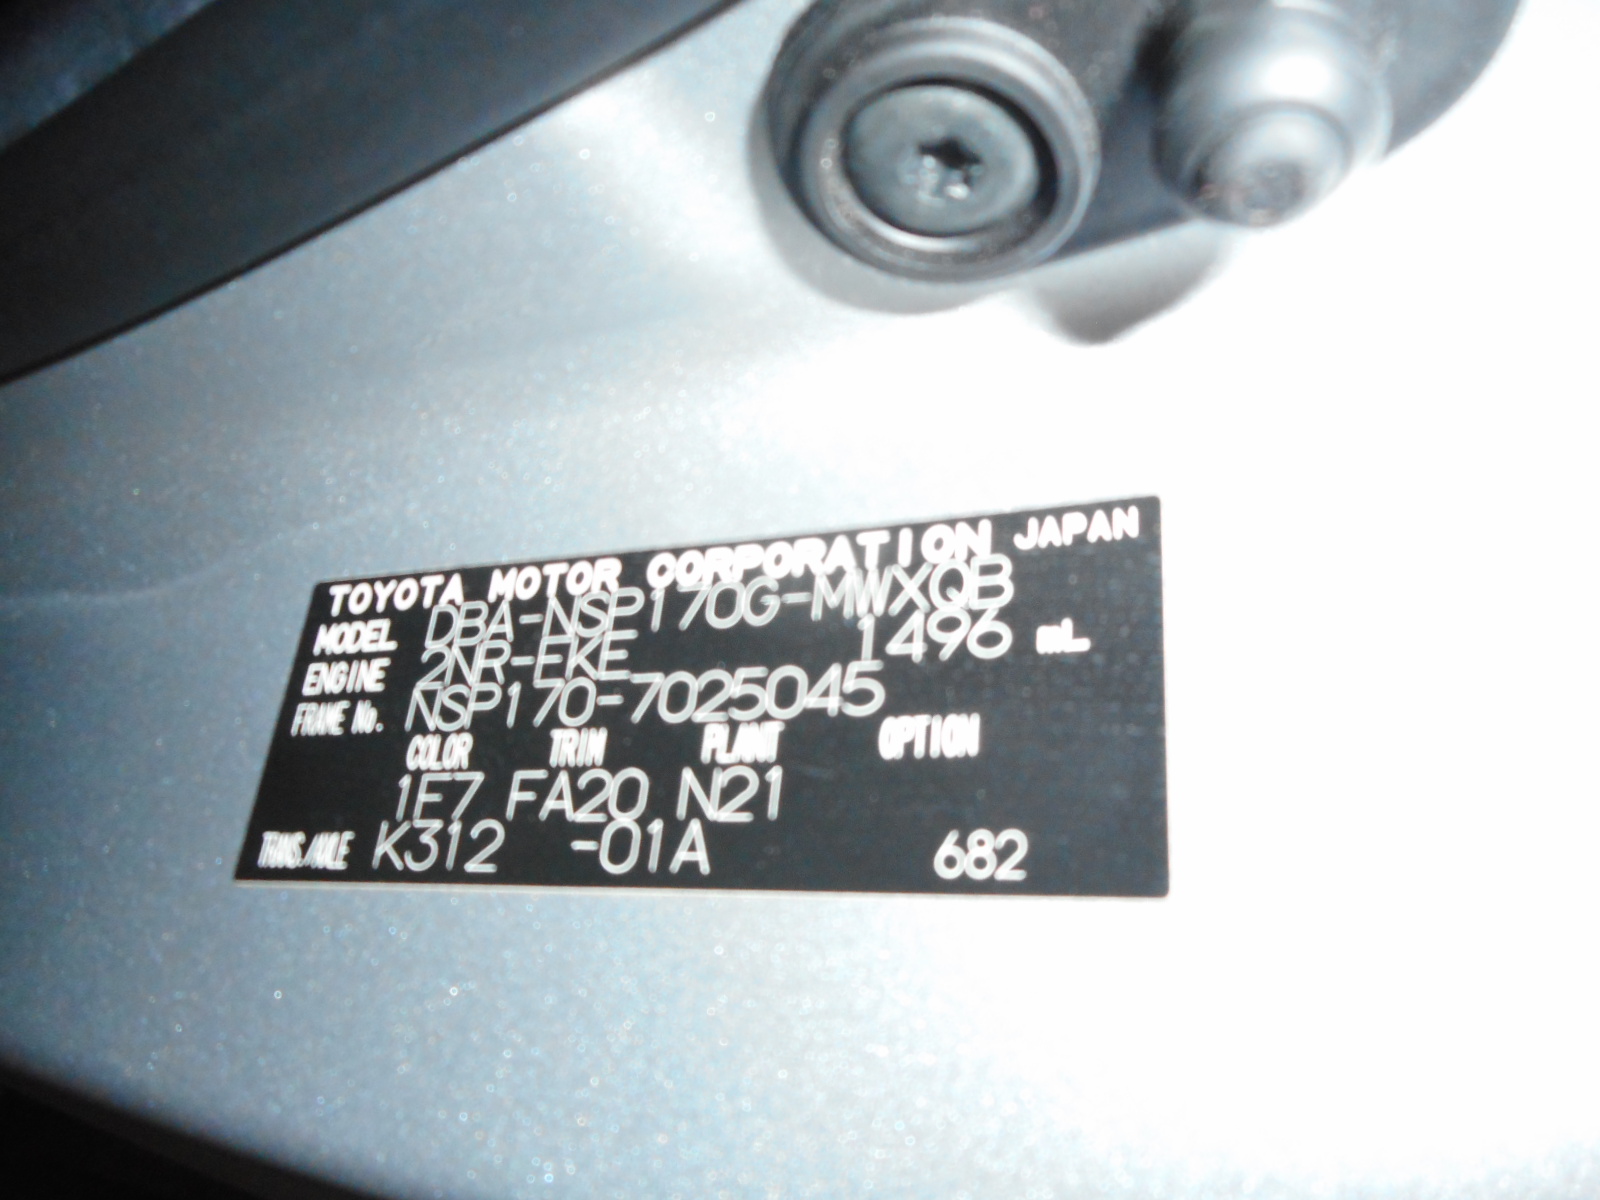 TOYOTA MOTOR CORPORATION JAPAN
MODEL DBA-NSP170G-MWXQB
ENGINE 2NR-EKE 1496 mL
FRAME No. NSP170-7025045
COLOR TRIM PLANT OPTION
1E7 FA20 N21
TRANS./AXLE K312 -01A 682